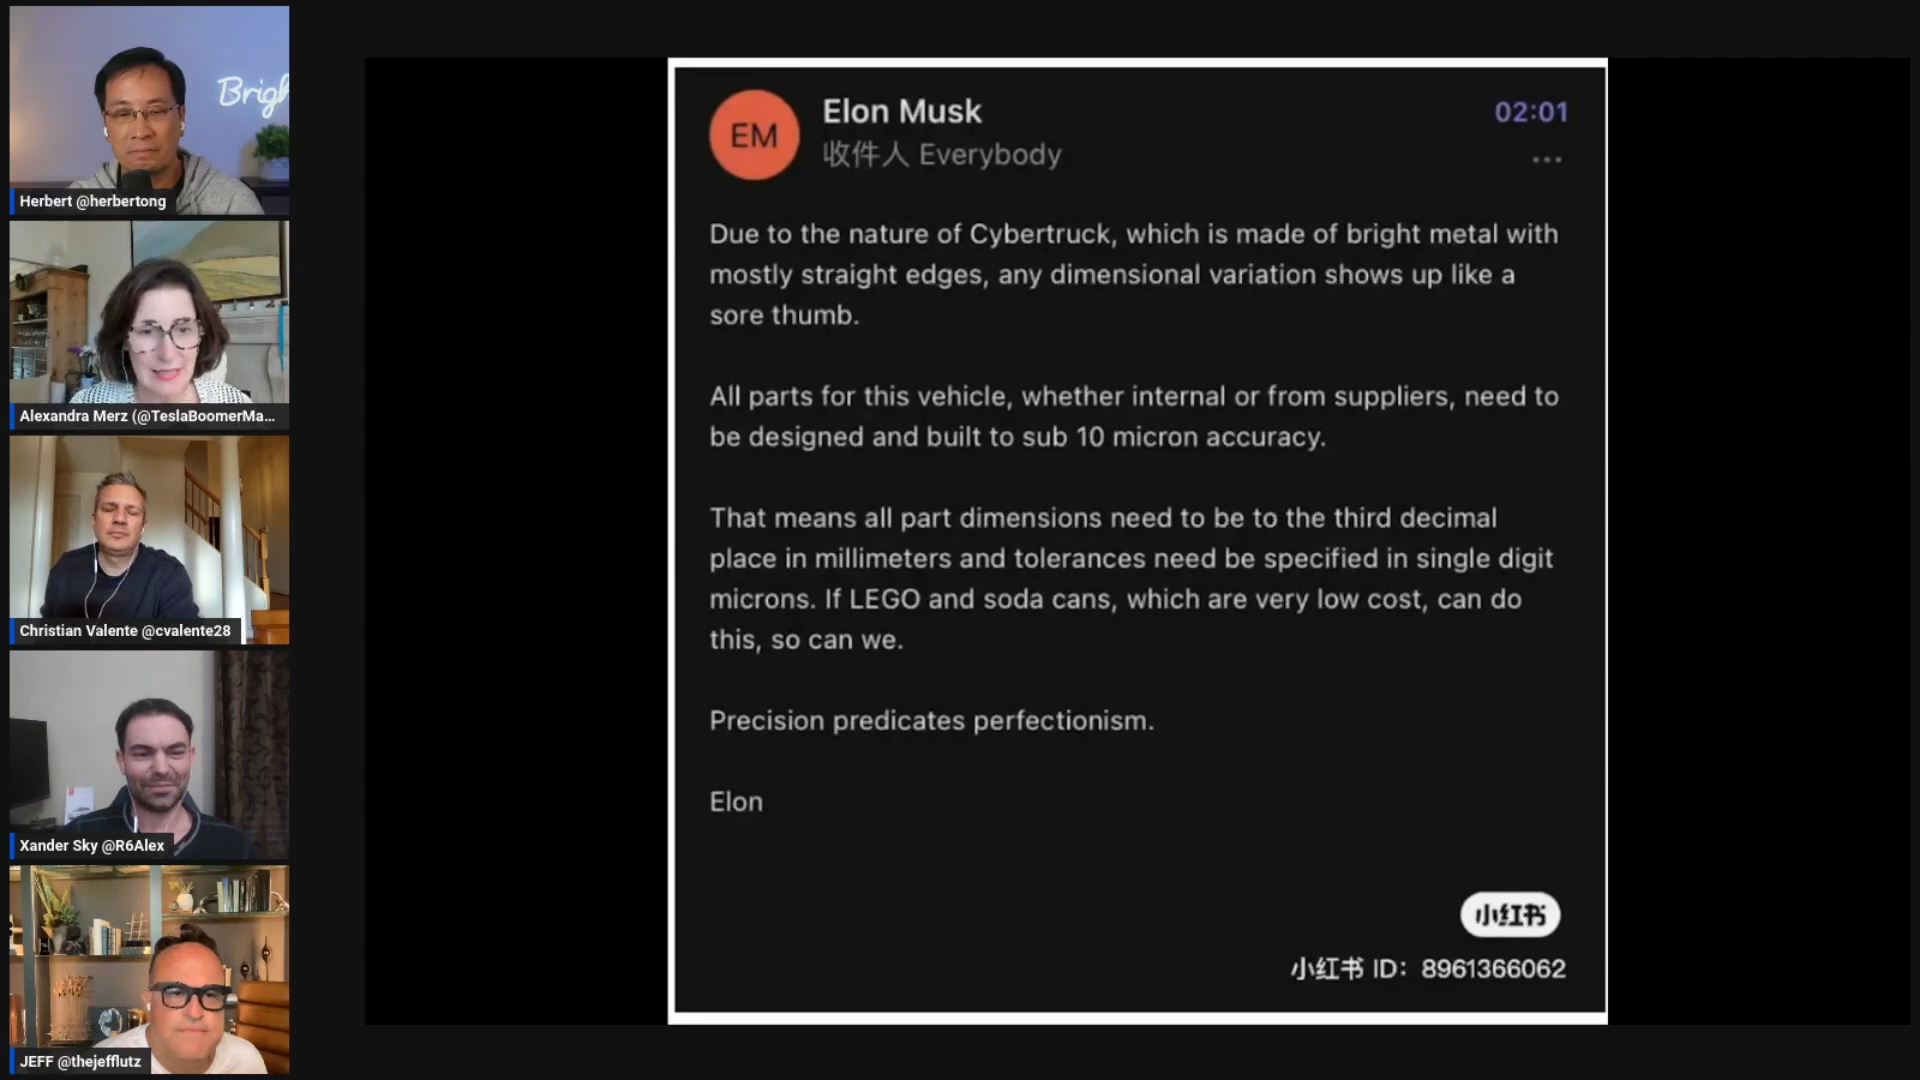 Brigh
Herbert @herbertong
Alexandra Merz (@TeslaBoomerMa...
Christian Valente @cvalente28
Xander Sky @R6Alex
JEFF @thejefflutz
EM
Elon Musk
02:01
收件人 Everybody
...
Due to the nature of Cybertruck, which is made of bright metal with
mostly straight edges, any dimensional variation shows up like a
sore thumb.
All parts for this vehicle, whether internal or from suppliers, need to
be designed and built to sub 10 micron accuracy.
That means all part dimensions need to be to the third decimal
place in millimeters and tolerances need be specified in single digit
microns. If LEGO and soda cans, which are very low cost, can do
this, so can we.
Precision predicates perfectionism.
Elon
小红书
小红书 ID: 8961366062